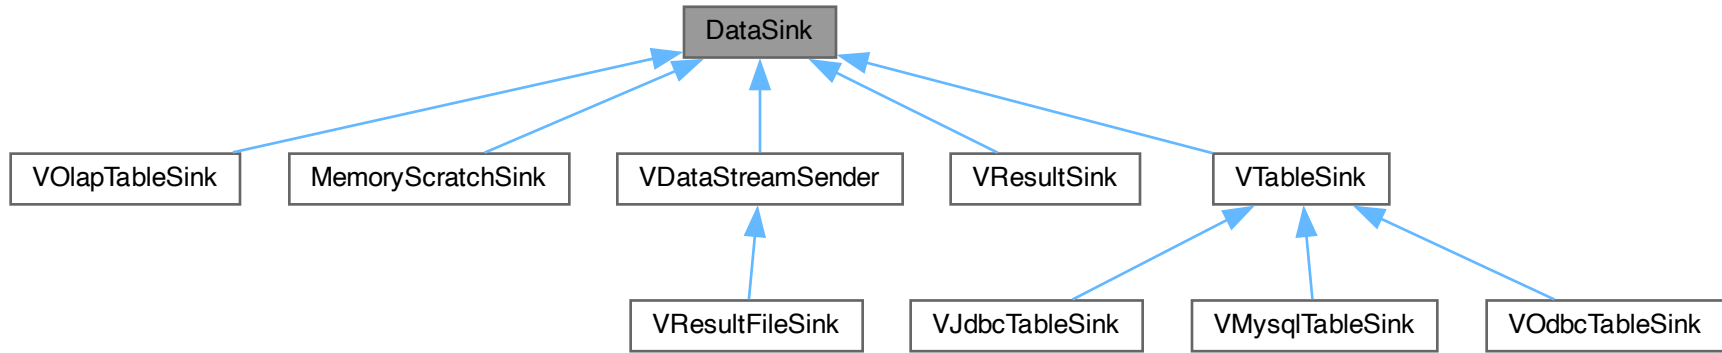 DataSink
VOlapTableSink
MemoryScratchSink
VDataStreamSender
VResultSink
VTableSink
VResultFileSink
VJdbcTableSink
VMysqlTableSink
VOdbcTableSink